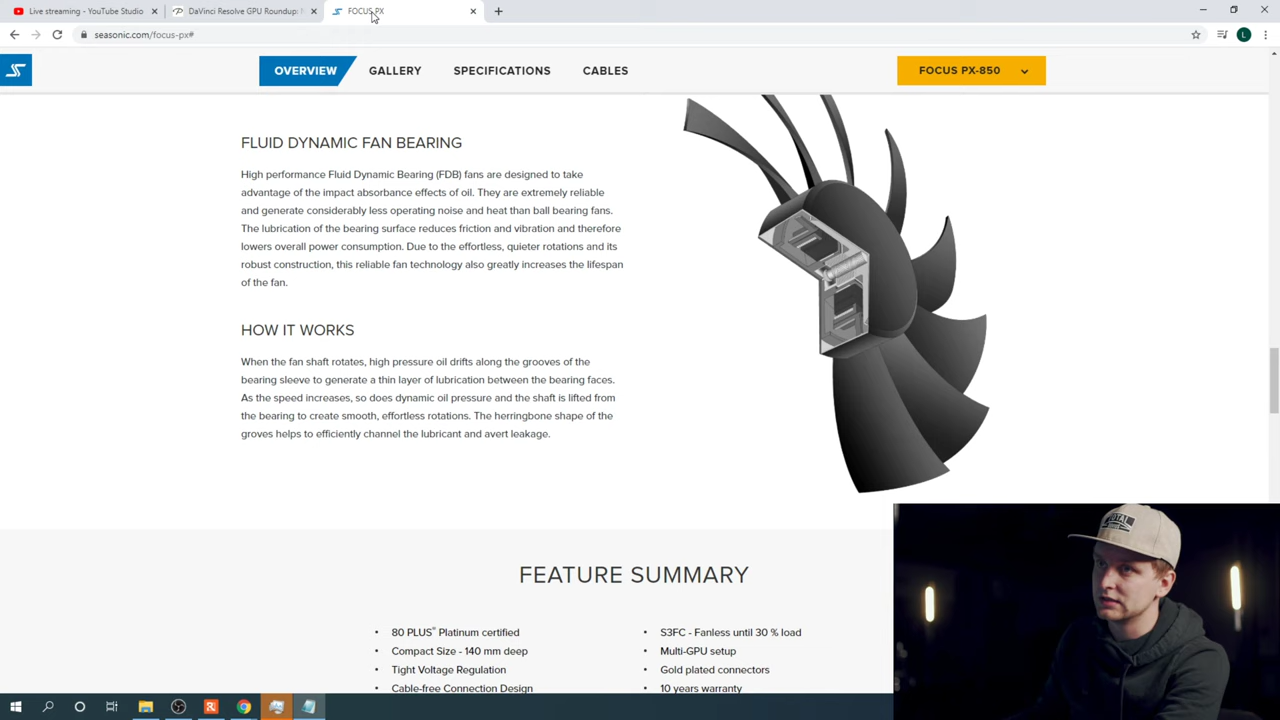 Live streaming - YouTube Studio
DaVinci Resolve GPU Roundup:
FOCUS PX
seasonic.com/focus-px#
L
OVERVIEW
GALLERY
SPECIFICATIONS
CABLES
FOCUS PX-850
FLUID DYNAMIC FAN BEARING
High performance Fluid Dynamic Bearing (FDB) fans are designed to take
advantage of the impact absorbance effects of oil. They are extremely reliable
and generate considerably less operating noise and heat than ball bearing fans.
The lubrication of the bearing surface reduces friction and vibration and therefore
lowers overall power consumption. Due to the effortless, quieter rotations and its
robust construction, this reliable fan technology also greatly increases the lifespan
of the fan.
HOW IT WORKS
When the fan shaft rotates, high pressure oil drifts along the grooves of the
bearing sleeve to generate a thin layer of lubrication between the bearing faces.
As the speed increases, so does dynamic oil pressure and the shaft is lifted from
the bearing to create smooth, effortless rotations. The herringbone shape of the
groves helps to efficiently channel the lubricant and avert leakage.
FEATURE SUMMARY
• 80 PLUS® Platinum certified
• Compact Size - 140 mm deep
• Tight Voltage Regulation
• Cable-free Connection Design
• S3FC - Fanless until 30 % load
• Multi-GPU setup
• Gold plated connectors
• 10 years warranty